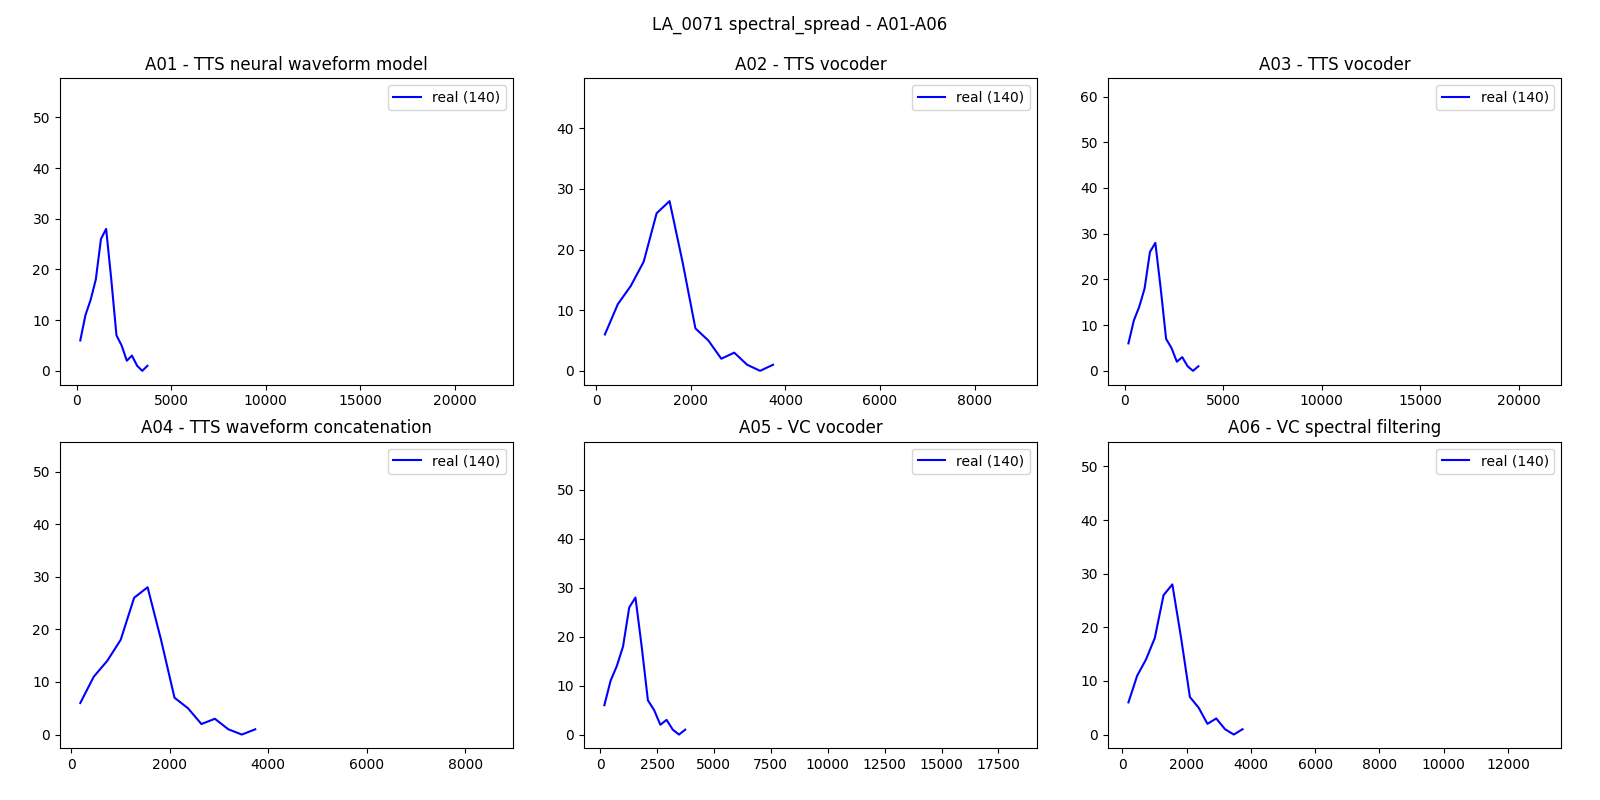 LA_0071 spectral_spread - A01-A06
A01 - TTS neural waveform model
real (140)
50
40
30
20
10
0
0 5000 10000 15000 20000
A02 - TTS vocoder
real (140)
40
30
20
10
0
0 2000 4000 6000 8000
A03 - TTS vocoder
real (140)
60
50
40
30
20
10
0
0 5000 10000 15000 20000
A04 - TTS waveform concatenation
real (140)
50
40
30
20
10
0
0 2000 4000 6000 8000
A05 - VC vocoder
real (140)
50
40
30
20
10
0
0 2500 5000 7500 10000 12500 15000 17500
A06 - VC spectral filtering
real (140)
50
40
30
20
10
0
0 2000 4000 6000 8000 10000 12000